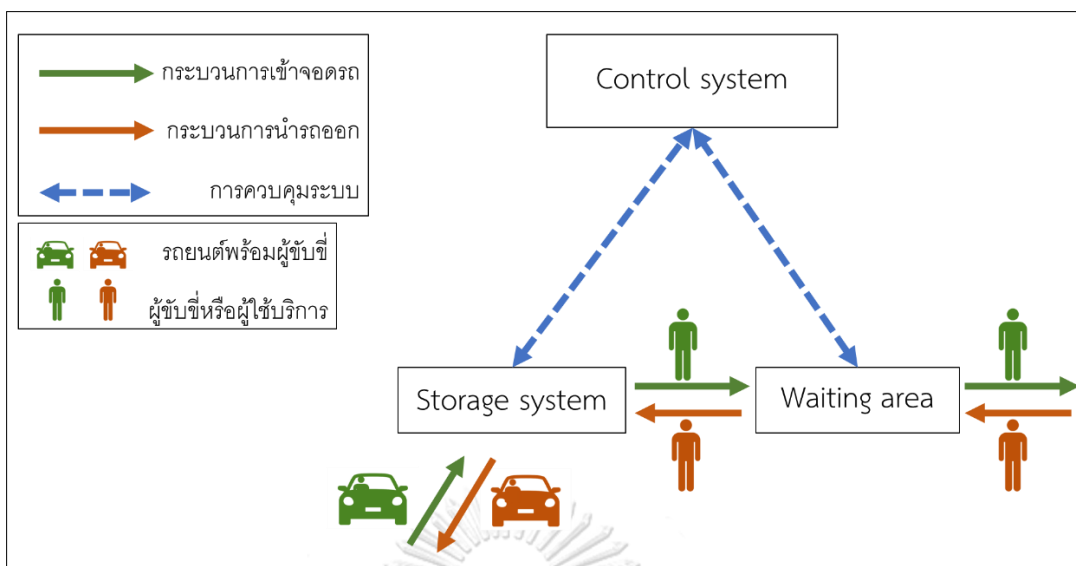 กระบวนการเข้าจอดรถ
กระบวนการนำรถออก
การควบคุมระบบ
รถยนต์พร้อมผู้ขับขี่
ผู้ขับขี่หรือผู้ใช้บริการ
Control system
Storage system
Waiting area